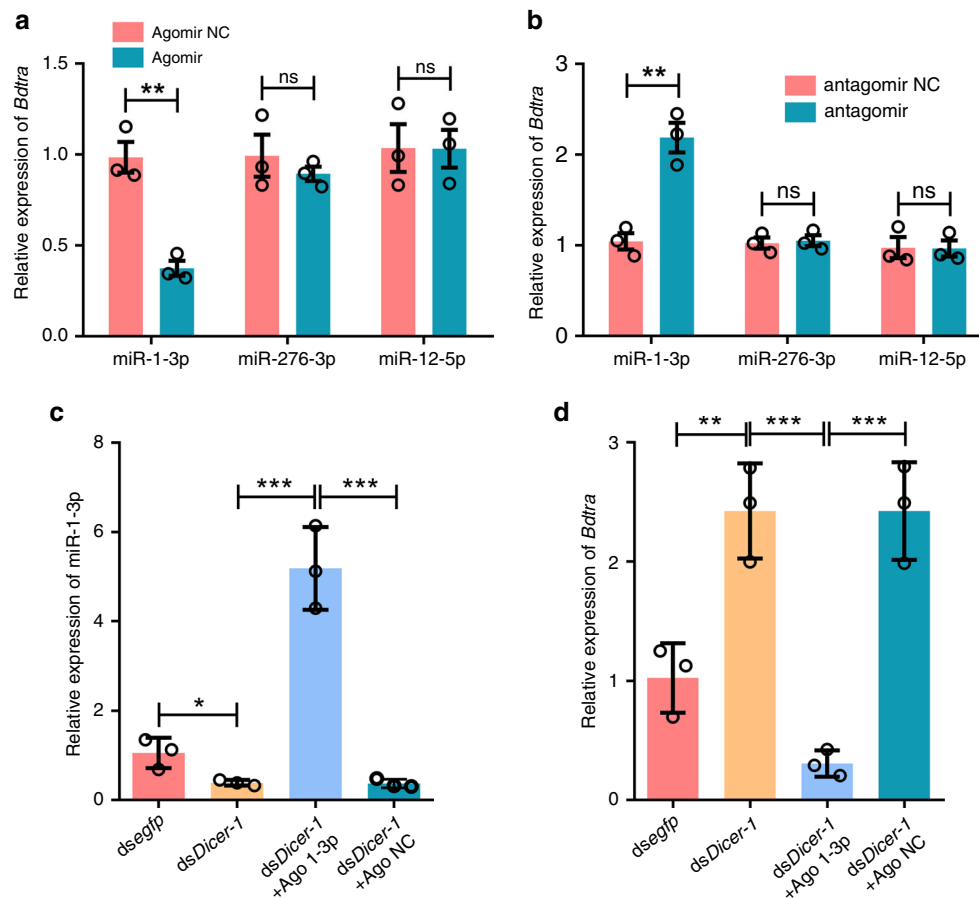 a
Agomir NC
Agomir
Relative expression of Bdtra
1.5
1.0
0.5
0.0
**
ns
ns
miR-1-3p
miR-276-3p
miR-12-5p
b
antagomir NC
antagomir
Relative expression of Bdtra
3
2
1
0
**
ns
ns
miR-1-3p
miR-276-3p
miR-12-5p
c
Relative expression of miR-1-3p
8
6
4
2
0
*
***
***
dsegfp
dsDicer-1
dsDicer-1
+Ago 1-3p
dsDicer-1
+Ago NC
d
Relative expression of Bdtra
3
2
1
0
**
***
***
dsegfp
dsDicer-1
dsDicer-1
+Ago 1-3p
dsDicer-1
+Ago NC